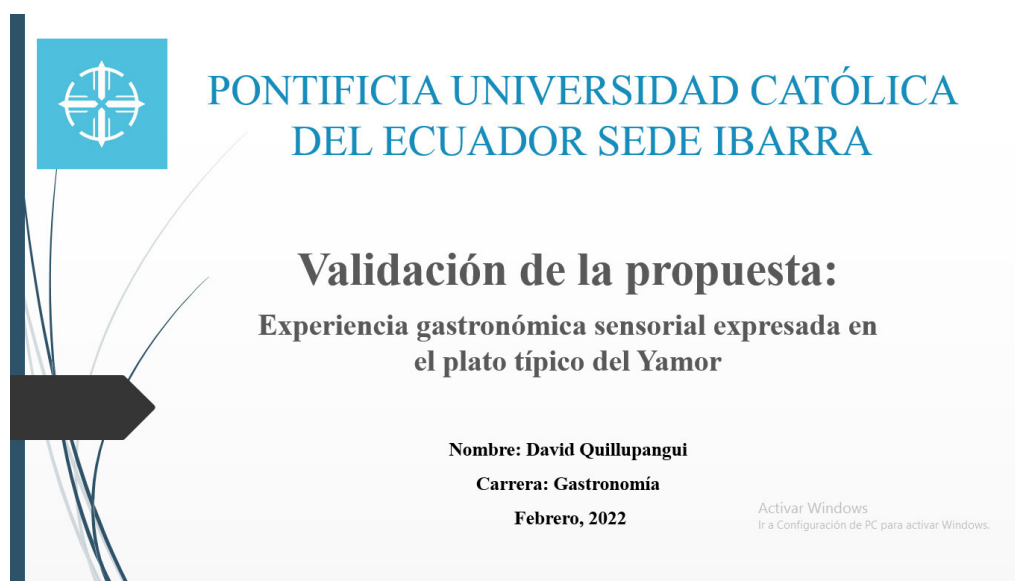 PONTIFICIA UNIVERSIDAD CATÓLICA
DEL ECUADOR SEDE IBARRA
Validación de la propuesta:
Experiencia gastronómica sensorial expresada en
el plato típico del Yamor
Nombre: David Quillupangui
Carrera: Gastronomía
Febrero, 2022
Activar Windows
Ir a Configuración de PC para activar Windows.